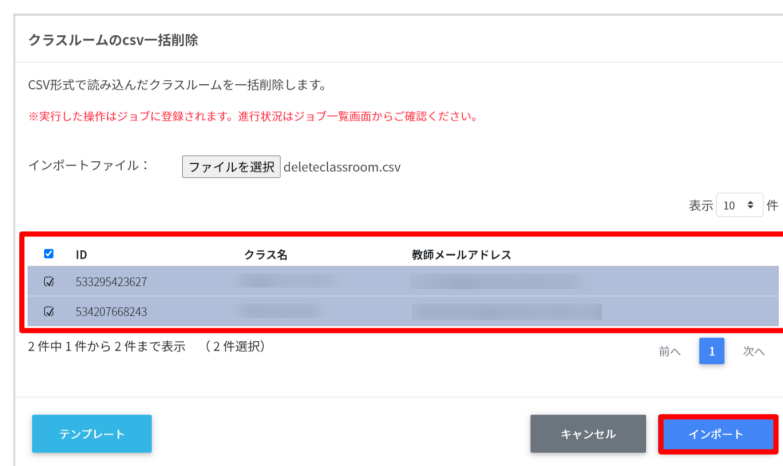 クラスルームのcsv一括削除
CSV形式で読み込んだクラスルームを一括削除します。
※実行した操作はジョブに登録されます。進行状況はジョブ一覧画面からご確認ください。
インポートファイル： ファイルを選択 deleteclassroom.csv
表示 10 件
ID クラス名 教師メールアドレス
533295423627
534207668243
2 件中 1 件から 2 件まで表示 （ 2 件選択）
前へ 1 次へ
テンプレート キャンセル インポート